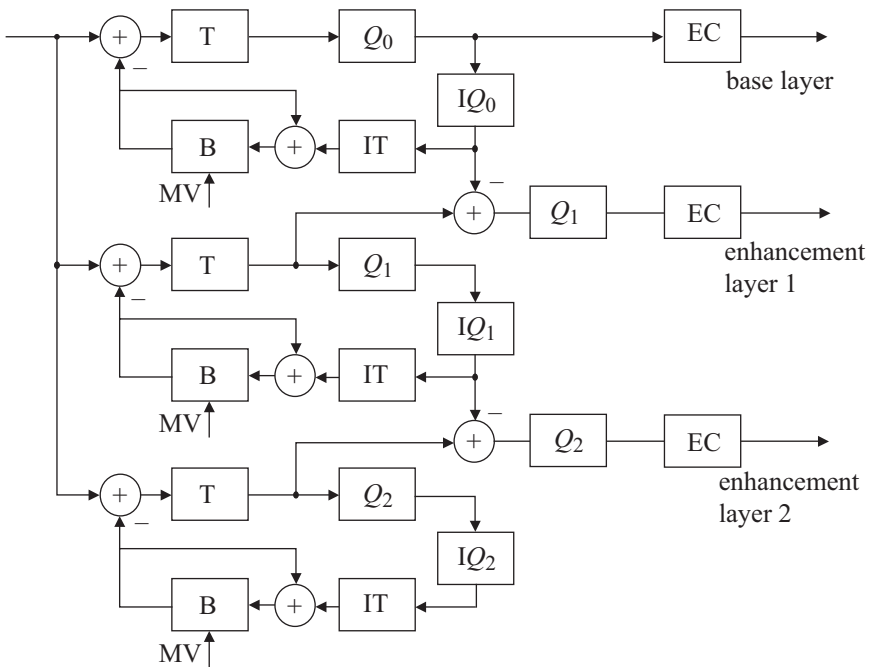 + T Q0 EC
−
base layer
IQ0
B + IT
MV
−
+ Q1 EC
+ T Q1
enhancement
layer 1
−
IQ1
B + IT
MV
−
+ Q2 EC
+ T Q2
enhancement
layer 2
−
IQ2
B + IT
MV